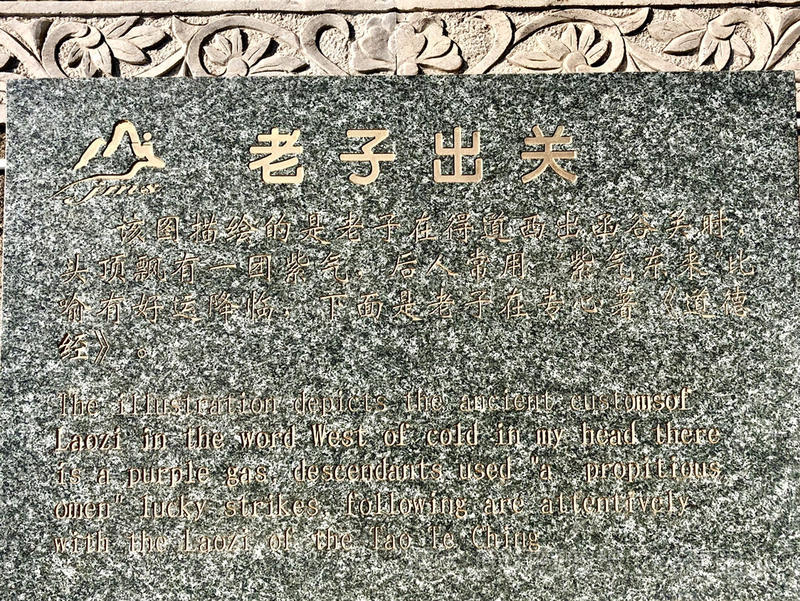 老子出关
该图描绘的是老子在得道西出函谷关时，
头顶飘有一团紫气，后人常用“紫气东来”比
喻有好运降临；下面是老子在专心著《道德
经》。
The illustration depicts the ancient customsof
Laozi in the word West of cold in my head there
is a purple gas, descendants used "a propitious
omen" lucky strikes, following are attentively
with the Laozi of the Tao Te Ching